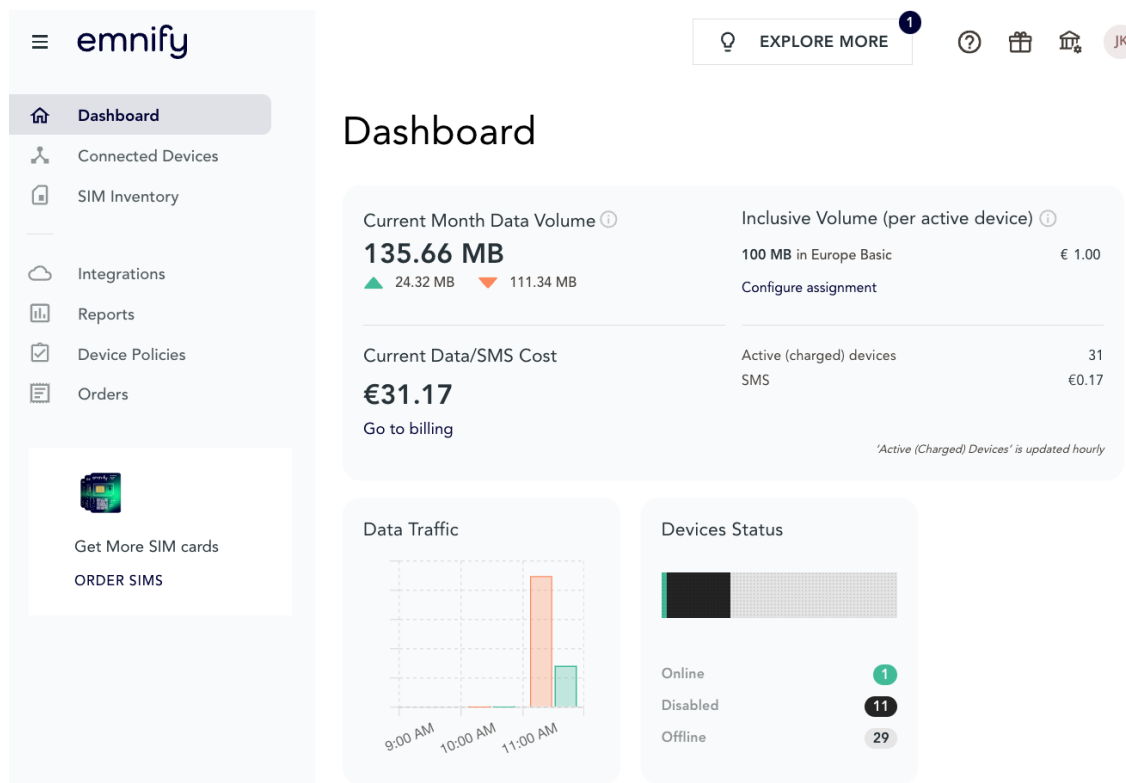 emnify
EXPLORE MORE
1
JK
Dashboard
Connected Devices
SIM Inventory
Integrations
Reports
Device Policies
Orders
Get More SIM cards
ORDER SIMS
Dashboard
Current Month Data Volume
135.66 MB
24.32 MB 111.34 MB
Inclusive Volume (per active device)
100 MB in Europe Basic € 1.00
Configure assignment
Current Data/SMS Cost
€31.17
Go to billing
Active (charged) devices 31
SMS €0.17
'Active (Charged) Devices' is updated hourly
Data Traffic
9:00 AM 10:00 AM 11:00 AM
Devices Status
Online 1
Disabled 11
Offline 29